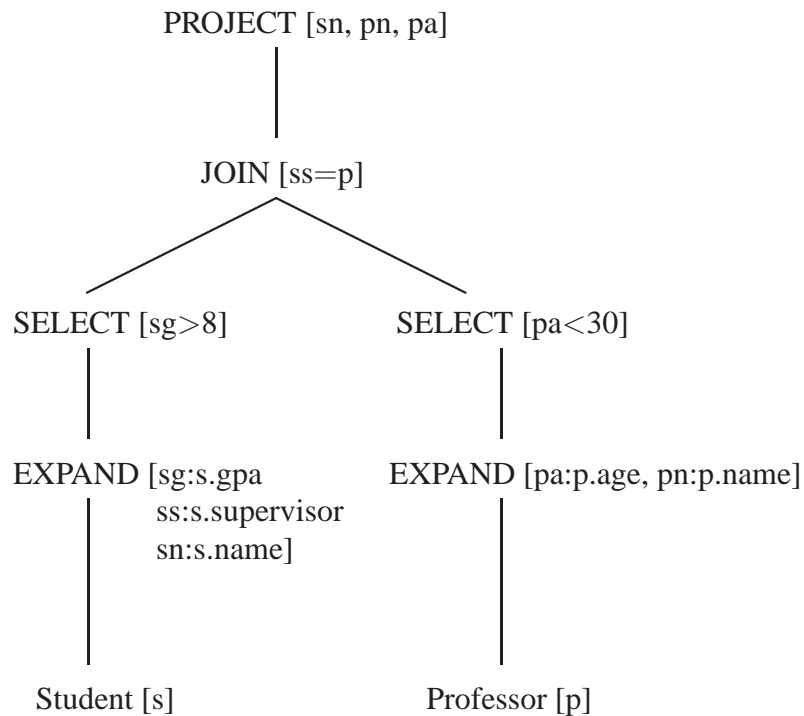 PROJECT [sn, pn, pa]
JOIN [ss=p]
SELECT [sg>8]
SELECT [pa<30]
EXPAND [sg:s.gpa
ss:s.supervisor
sn:s.name]
EXPAND [pa:p.age, pn:p.name]
Student [s]
Professor [p]